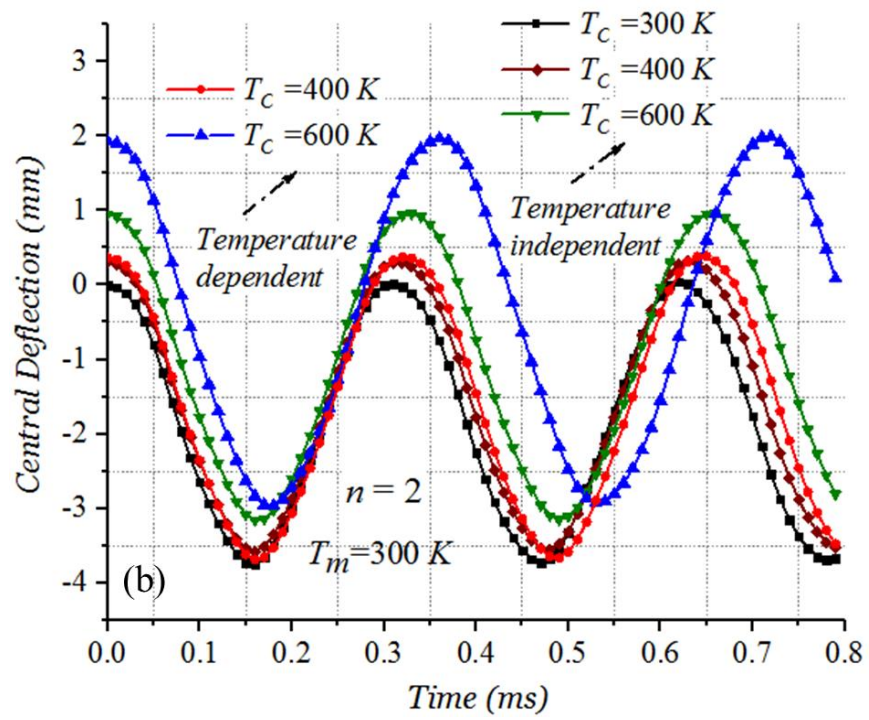 T_C =300 K
T_C =400 K
T_C =600 K
T_C =400 K
T_C =600 K
Temperature
dependent
Temperature
independent
n = 2
T_m=300 K
(b)
Central Deflection (mm)
3
2
1
0
-1
-2
-3
-4
0.0 0.1 0.2 0.3 0.4 0.5 0.6 0.7 0.8
Time (ms)